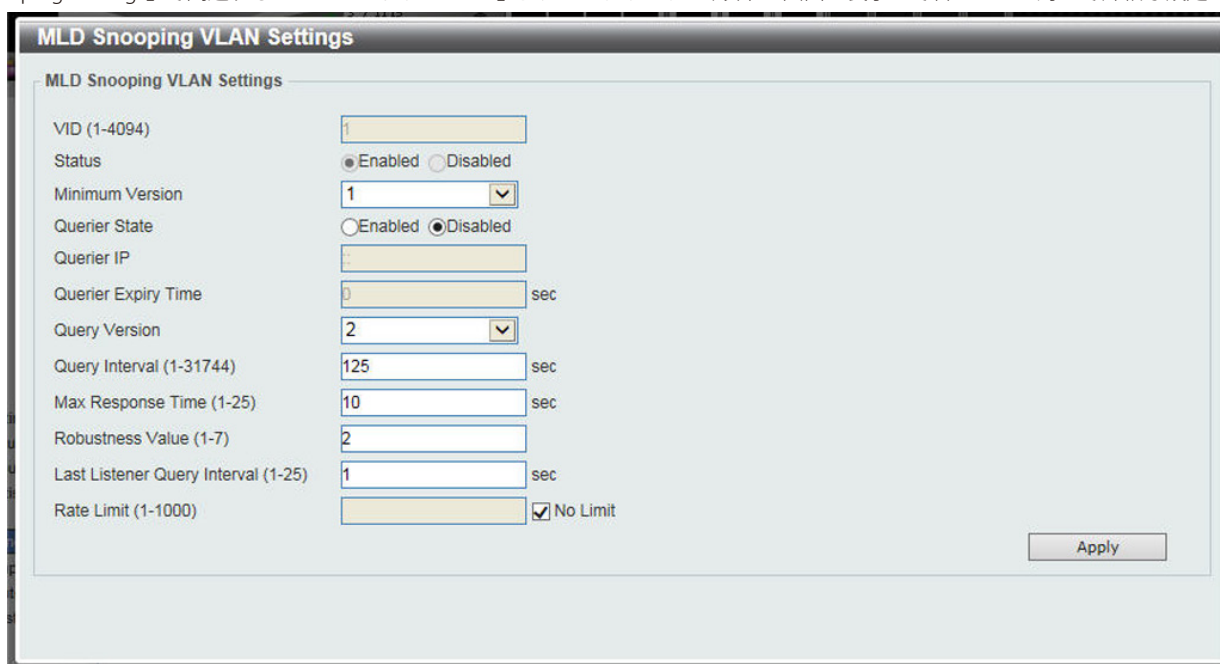 MLD Snooping VLAN Settings
MLD Snooping VLAN Settings
VID (1-4094) 1
Status Enabled Disabled
Minimum Version 1
Querier State Enabled Disabled
Querier IP ::
Querier Expiry Time 0 sec
Query Version 2
Query Interval (1-31744) 125 sec
Max Response Time (1-25) 10 sec
Robustness Value (1-7) 2
Last Listener Query Interval (1-25) 1 sec
Rate Limit (1-1000) No Limit
Apply